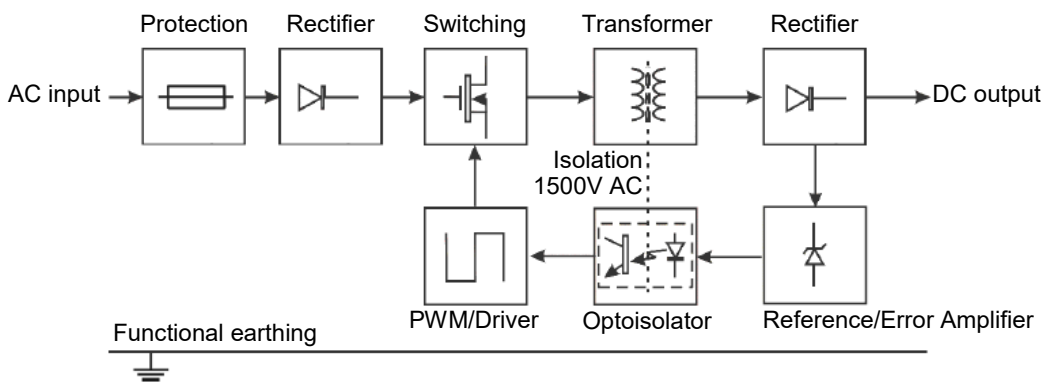 Protection
Rectifier
Switching
Transformer
Rectifier
AC input
DC output
Isolation
1500V AC
PWM/Driver
Optoisolator
Reference/Error Amplifier
Functional earthing